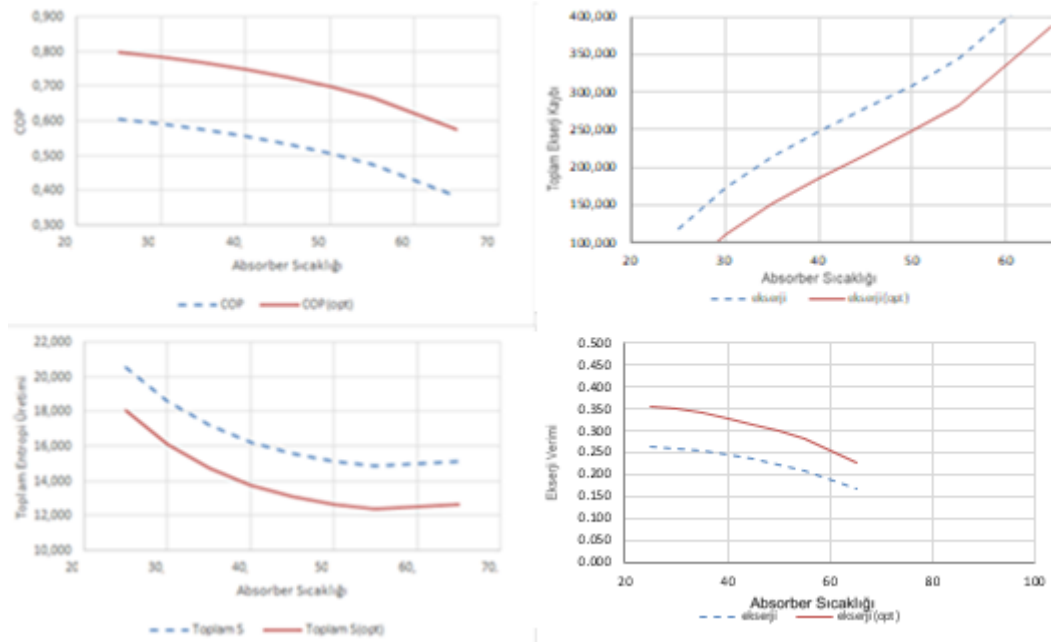 0,900
0,800
0,700
0,600
0,500
0,400
0,300
COP
20 30 40, 50, 60 70
Absorber Sıcaklığı
COP COP(opt)
400,000
350,000
300,000
250,000
200,000
150,000
100,000
Toplam Ekserji Kaybı
20 30 40 50 60
Absorber Sıcaklığı
ekserji ekserji(opt.)
22,000
20,000
18,000
16,000
14,000
12,000
10,000
Toplam Entropi Üretimi
20 30, 40, 50, 60, 70.
Absorber Sıcaklığı
Toplam S Toplam S(opt)
0.500
0.450
0.400
0.350
0.300
0.250
0.200
0.150
0.100
0.050
0.000
Ekserji Verimi
20 40 60 80 100
Absorber Sıcaklığı
ekserji ekserji(opt.)